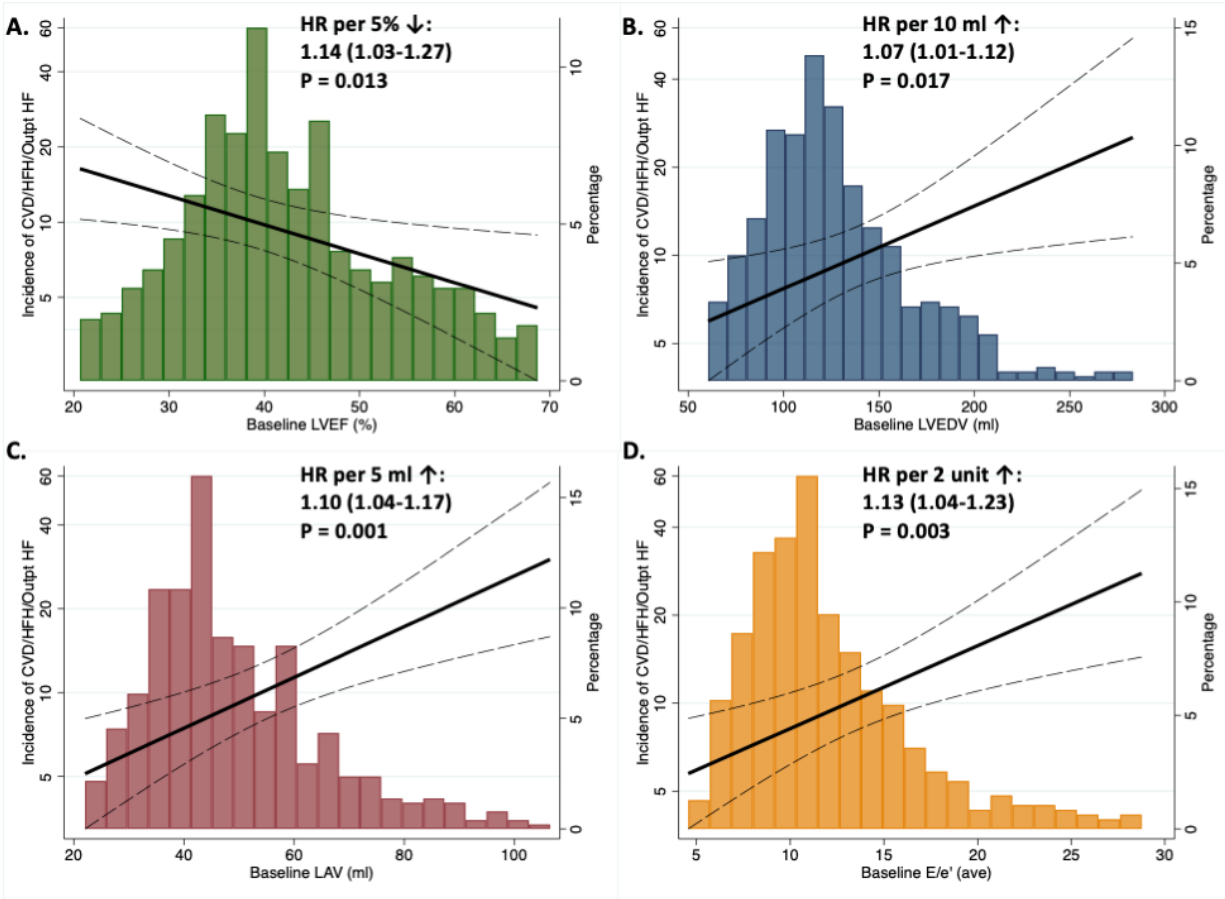 A.
HR per 5% ↓:
1.14 (1.03-1.27)
P = 0.013
Incidence of CVD/HFH/Outpt HF
60
40
20
10
5
Percentage
10
5
0
20 30 40 50 60 70
Baseline LVEF (%)
B.
HR per 10 ml ↑:
1.07 (1.01-1.12)
P = 0.017
Incidence of CVD/HFH/Outpt HF
60
40
20
10
5
Percentage
15
10
5
0
50 100 150 200 250 300
Baseline LVEDV (ml)
C.
HR per 5 ml ↑:
1.10 (1.04-1.17)
P = 0.001
Incidence of CVD/HFH/Outpt HF
60
40
20
10
5
Percentage
15
10
5
0
20 40 60 80 100
Baseline LAV (ml)
D.
HR per 2 unit ↑:
1.13 (1.04-1.23)
P = 0.003
Incidence of CVD/HFH/Outpt HF
60
40
20
10
5
Percentage
15
10
5
0
5 10 15 20 25 30
Baseline E/e' (ave)